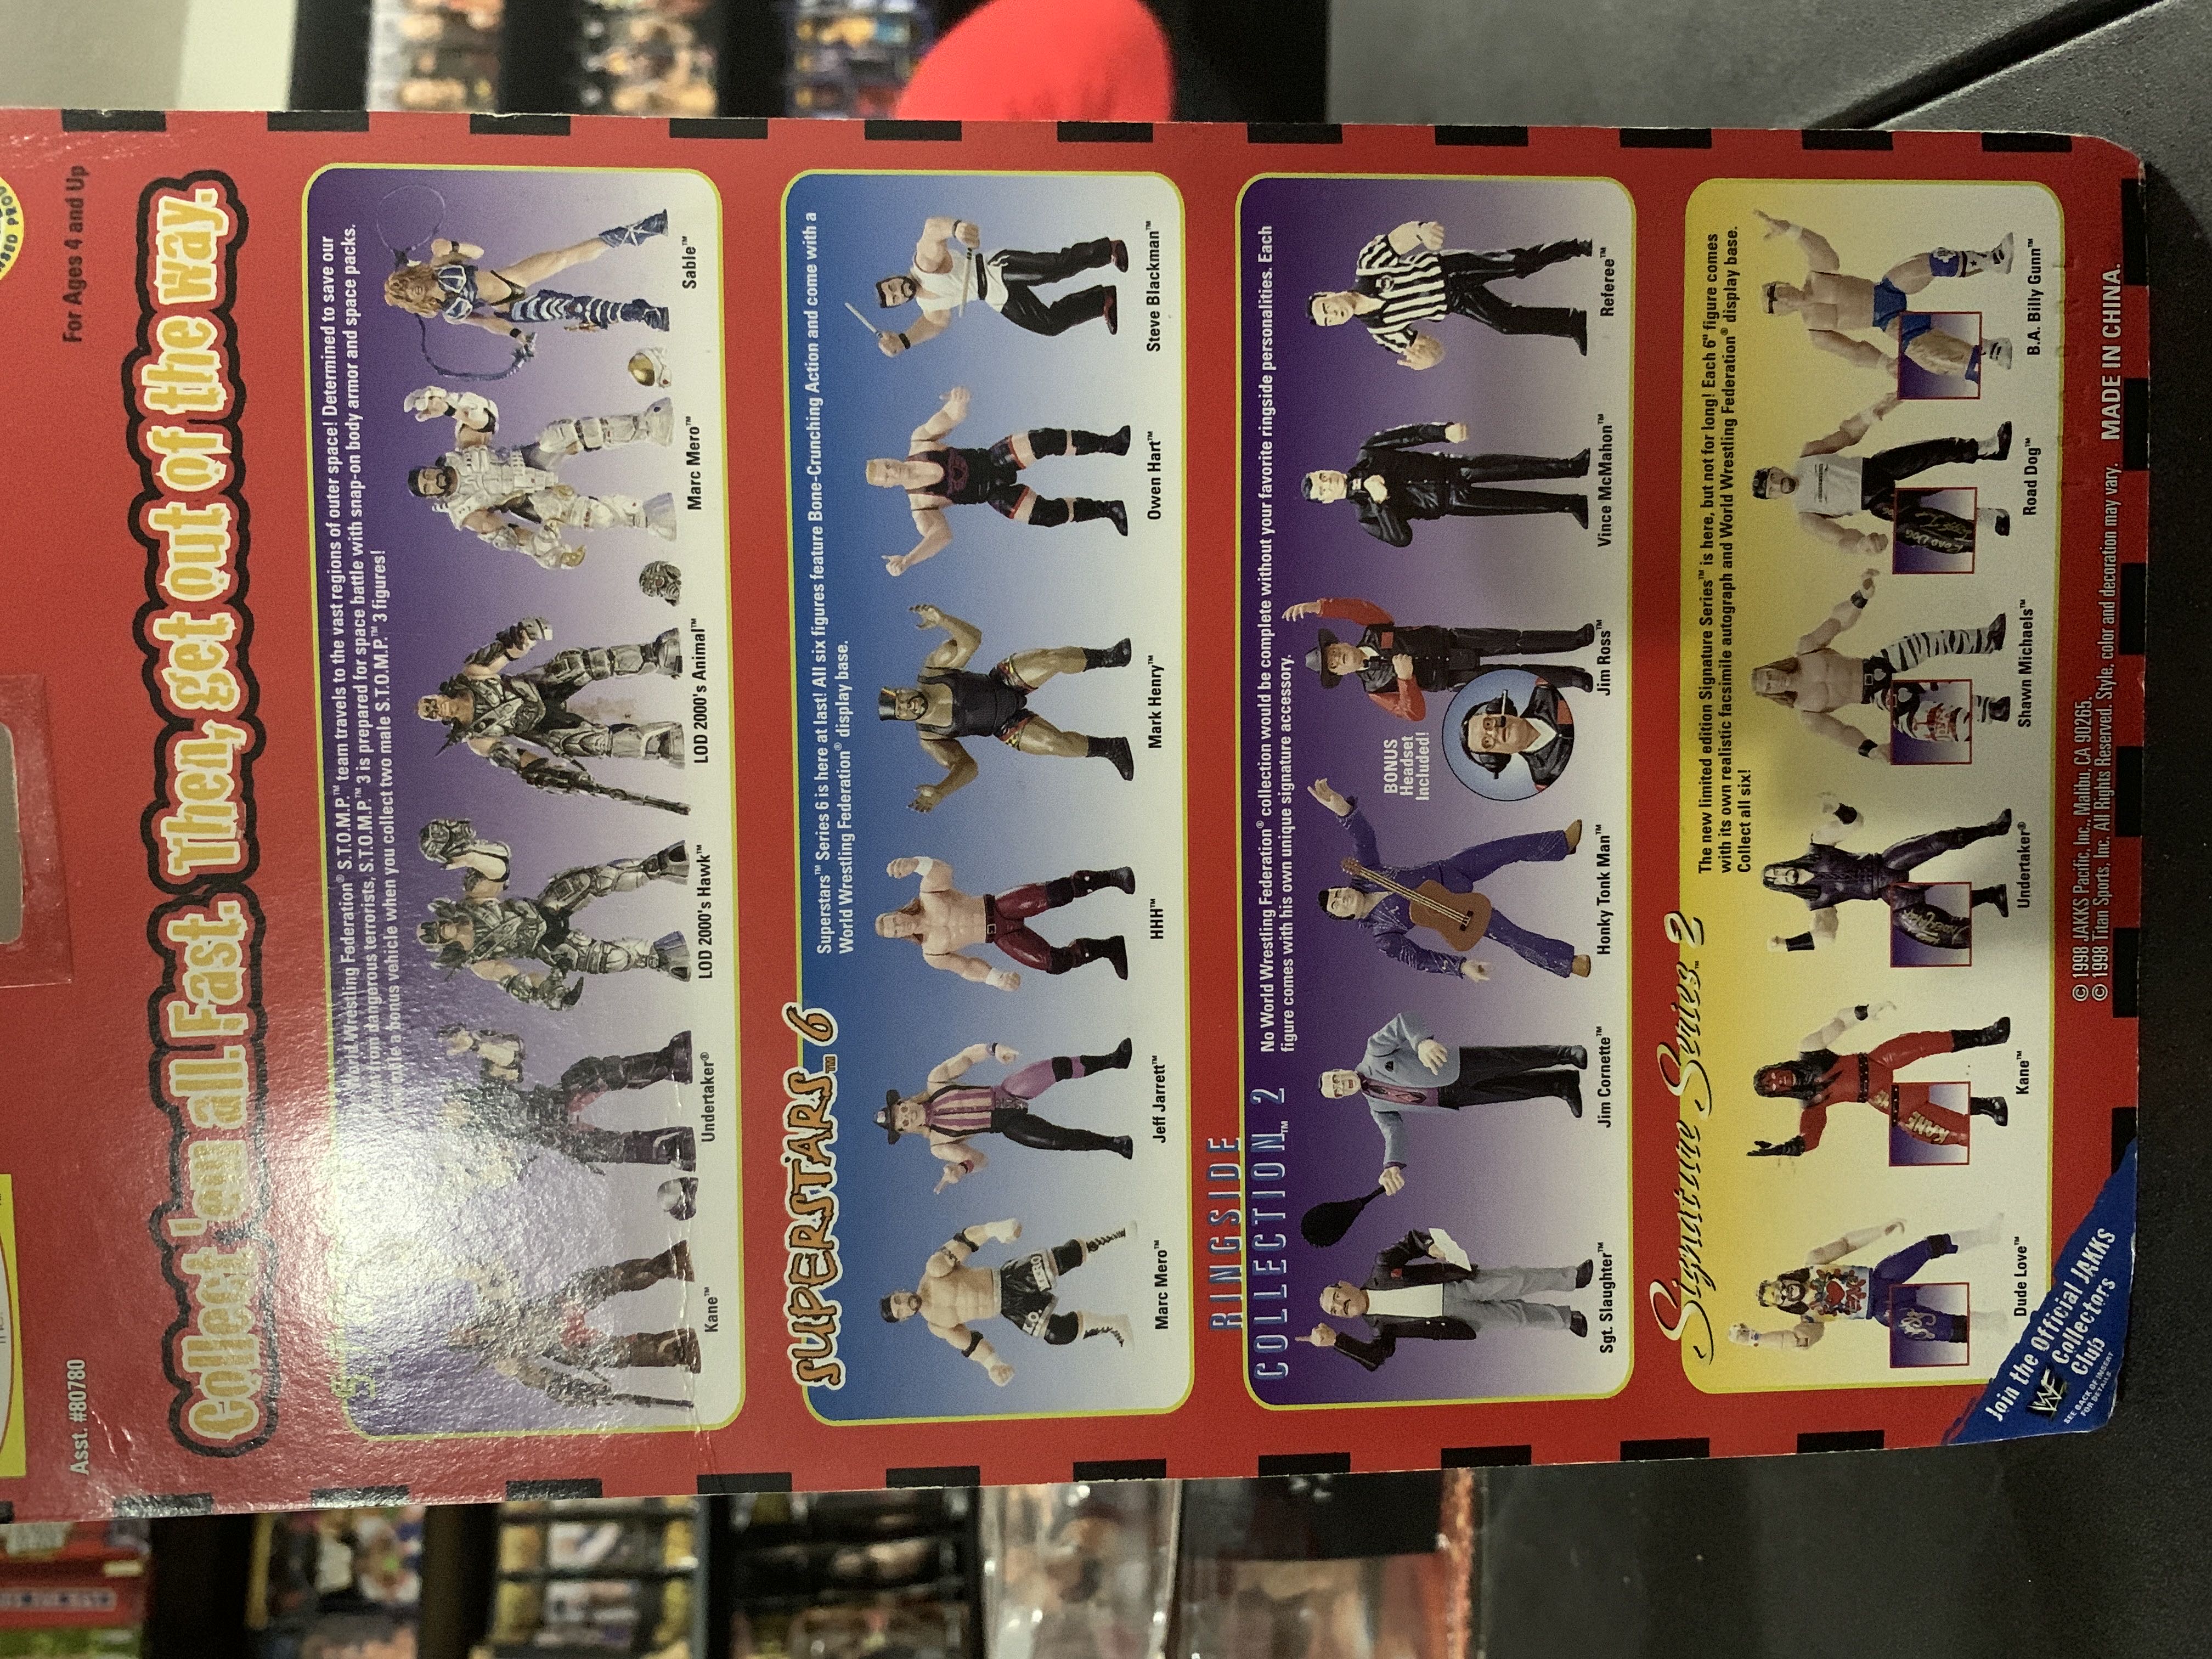 For Ages 4 and Up
Asst. #80780
Collect 'em all. Fast. Then, get out of the way.
World Wrestling Federation® S.T.O.M.P.™ team travels to the vast regions of outer space! Determined to save our
from dangerous terrorists, S.T.O.M.P.™ 3 is prepared for space battle with snap-on body armor and space packs.
a bonus vehicle when you collect two male S.T.O.M.P.™ 3 figures!
Kane™
Undertaker®
LOD 2000's Hawk™
LOD 2000's Animal™
Marc Mero™
Sable™
SUPERSTARS™ 6
Superstars™ Series 6 is here at last! All six figures feature Bone-Crunching Action and come with a
World Wrestling Federation® display base.
Marc Mero™
Jeff Jarrett™
HHH™
Mark Henry™
Owen Hart™
Steve Blackman™
RINGSIDE
COLLECTION™ 2
No World Wrestling Federation® collection would be complete without your favorite ringside personalities. Each
figure comes with his own unique signature accessory.
BONUS
Headset
Included!
Sgt. Slaughter™
Jim Cornette™
Honky Tonk Man™
Jim Ross™
Vince McMahon™
Referee™
Signature Series™ 2
The new limited edition Signature Series™ is here, but not for long! Each 6" figure comes
with its own realistic facsimile autograph and World Wrestling Federation® display base.
Collect all six!
Dude Love™
Kane™
Undertaker®
Shawn Michaels™
Road Dog™
B.A. Billy Gunn™
Join the Official JAKKS
WF Collectors
Club
SEE BACK OF INSERT
FOR DETAILS
© 1998 JAKKS Pacific, Inc., Malibu, CA 90265
© 1998 Titan Sports, Inc. All Rights Reserved. Style, color and decoration may vary. MADE IN CHINA.